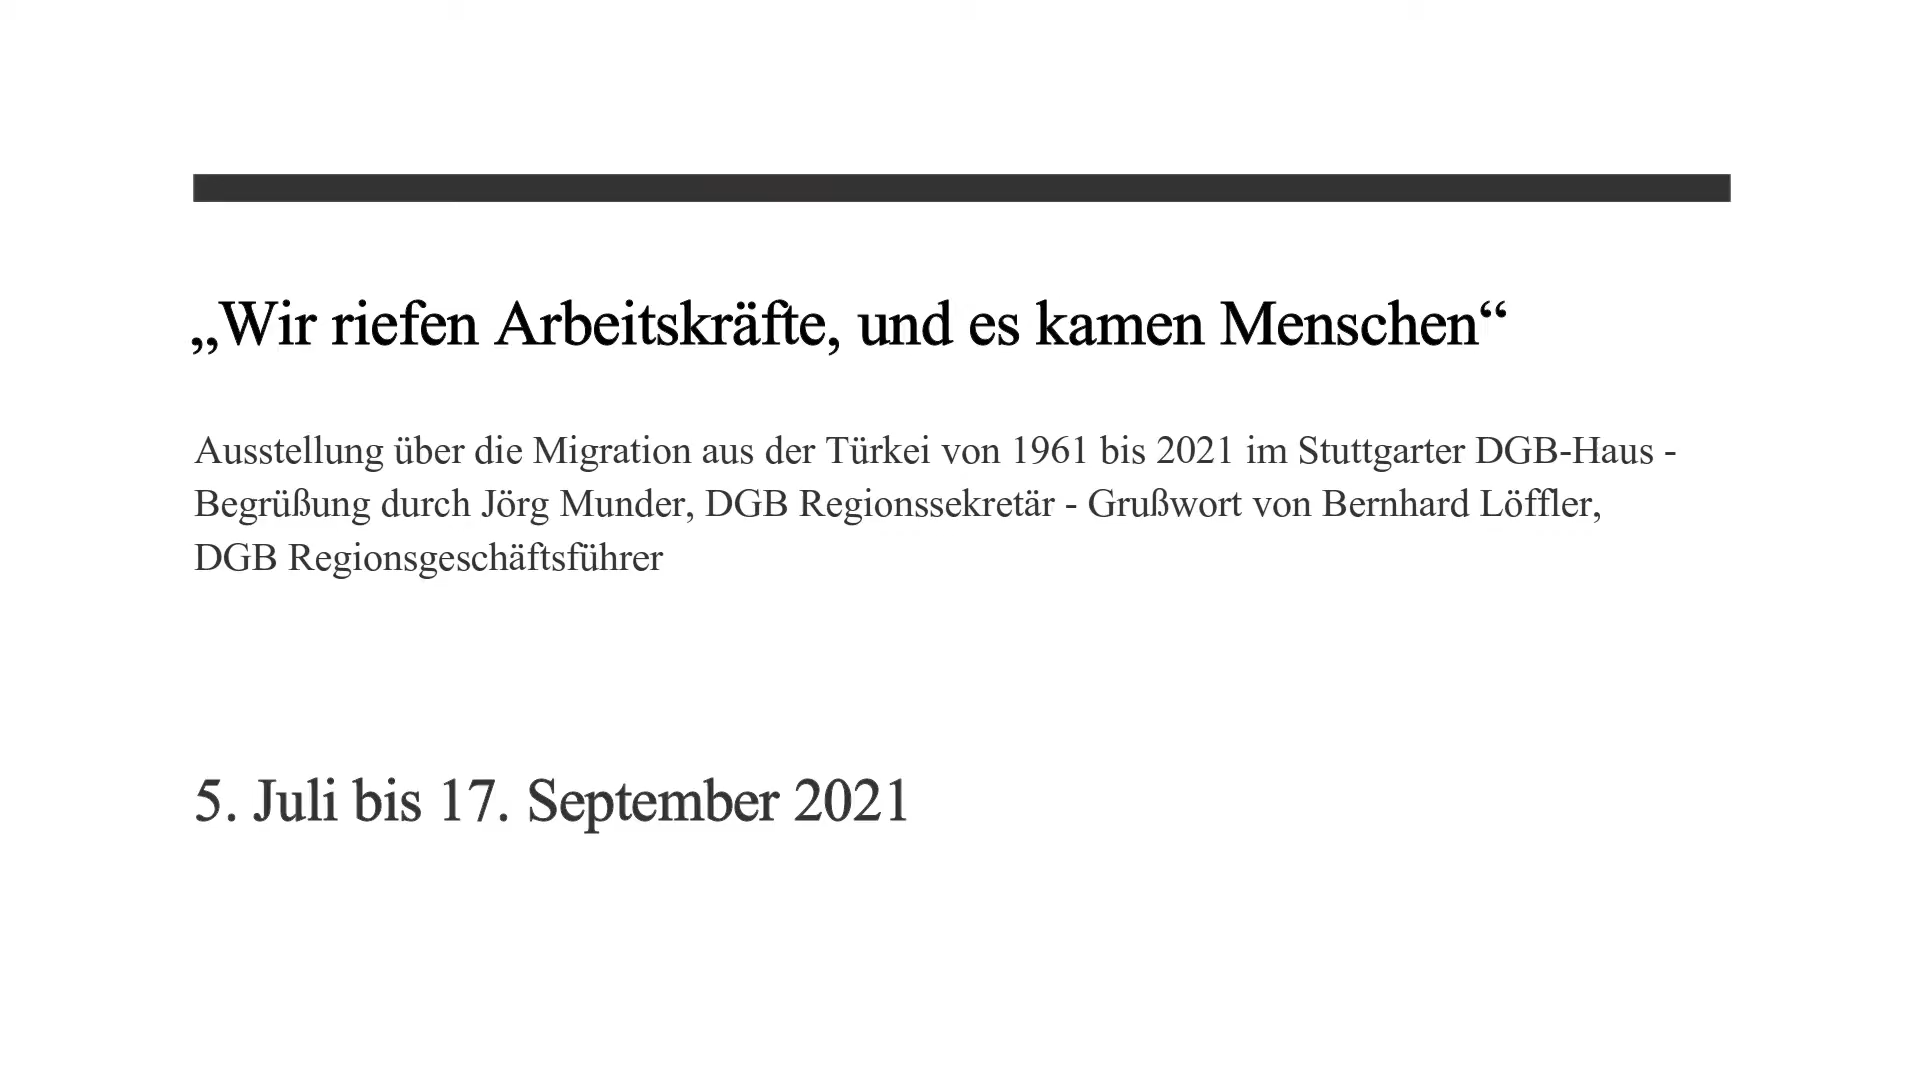 „Wir riefen Arbeitskräfte, und es kamen Menschen“
Ausstellung über die Migration aus der Türkei von 1961 bis 2021 im Stuttgarter DGB-Haus -
Begrüßung durch Jörg Munder, DGB Regionssekretär - Grußwort von Bernhard Löffler,
DGB Regionsgeschäftsführer
5. Juli bis 17. September 2021